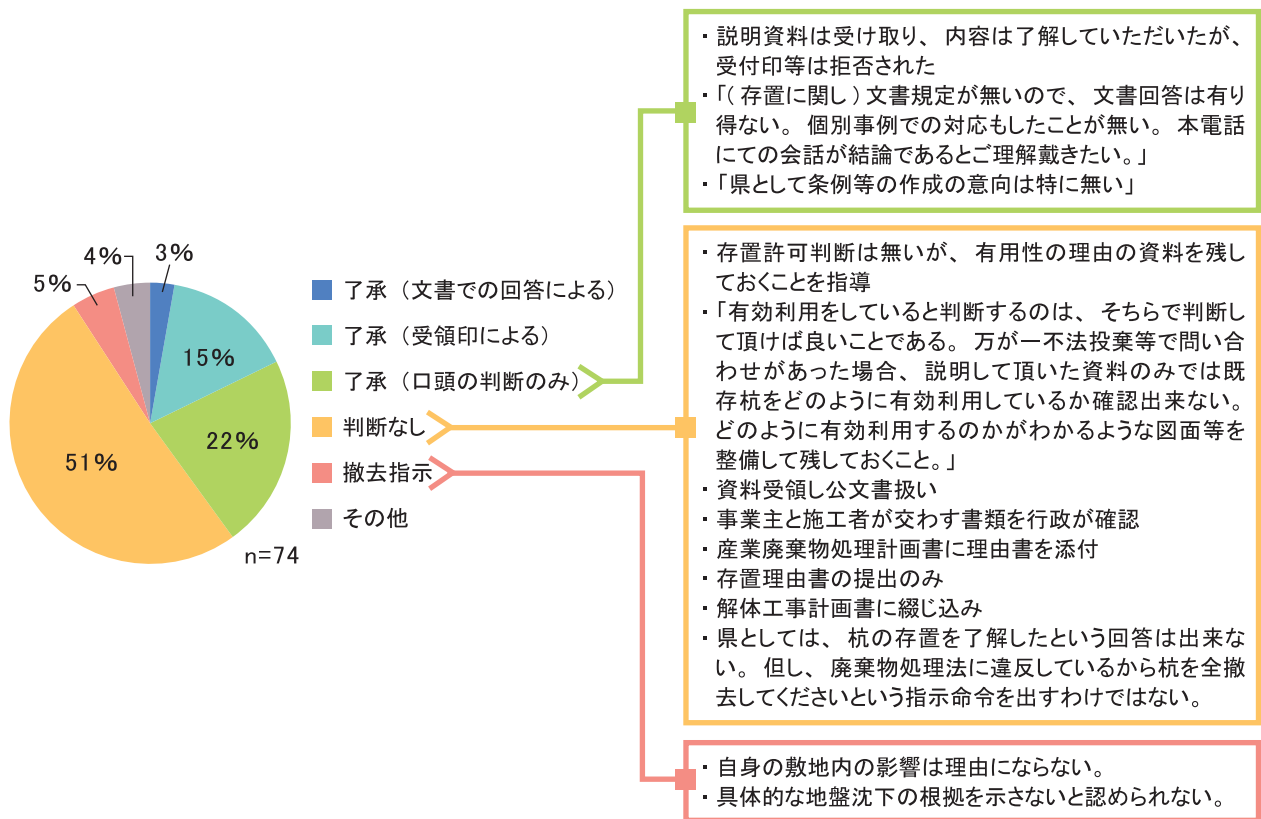 4%
3%
5%
15%
22%
51%
n=74
了承（文書での回答による）
了承（受領印による）
了承（口頭の判断のみ）
判断なし
撤去指示
その他
・説明資料は受け取り、内容は了解していただいたが、
受付印等は拒否された
・「（存置に関し）文書規定が無いので、文書回答は有り
得ない。個別事例での対応もしたことが無い。本電話
にての会話が結論であるとご理解戴きたい。」
・「県として条例等の作成の意向は特に無い」
・存置許可判断は無いが、有用性の理由の資料を残し
ておくことを指導
・「有効利用をしていると判断するのは、そちらで判断し
て頂けば良いことである。万が一不法投棄等で問い合
わせがあった場合、説明して頂いた資料のみでは既
存杭をどのように有効利用しているか確認出来ない。
どのように有効利用するのかがわかるような図面等を
整備して残しておくこと。」
・資料受領し公文書扱い
・事業主と施工者が交わす書類を行政が確認
・産業廃棄物処理計画書に理由書を添付
・存置理由書の提出のみ
・解体工事計画書に綴じ込み
・県としては、杭の存置を了解したという回答は出来な
い。但し、廃棄物処理法に違反しているから杭を全撤
去してくださいという指示命令を出すわけではない。
・自身の敷地内の影響は理由にならない。
・具体的な地盤沈下の根拠を示さないと認められない。